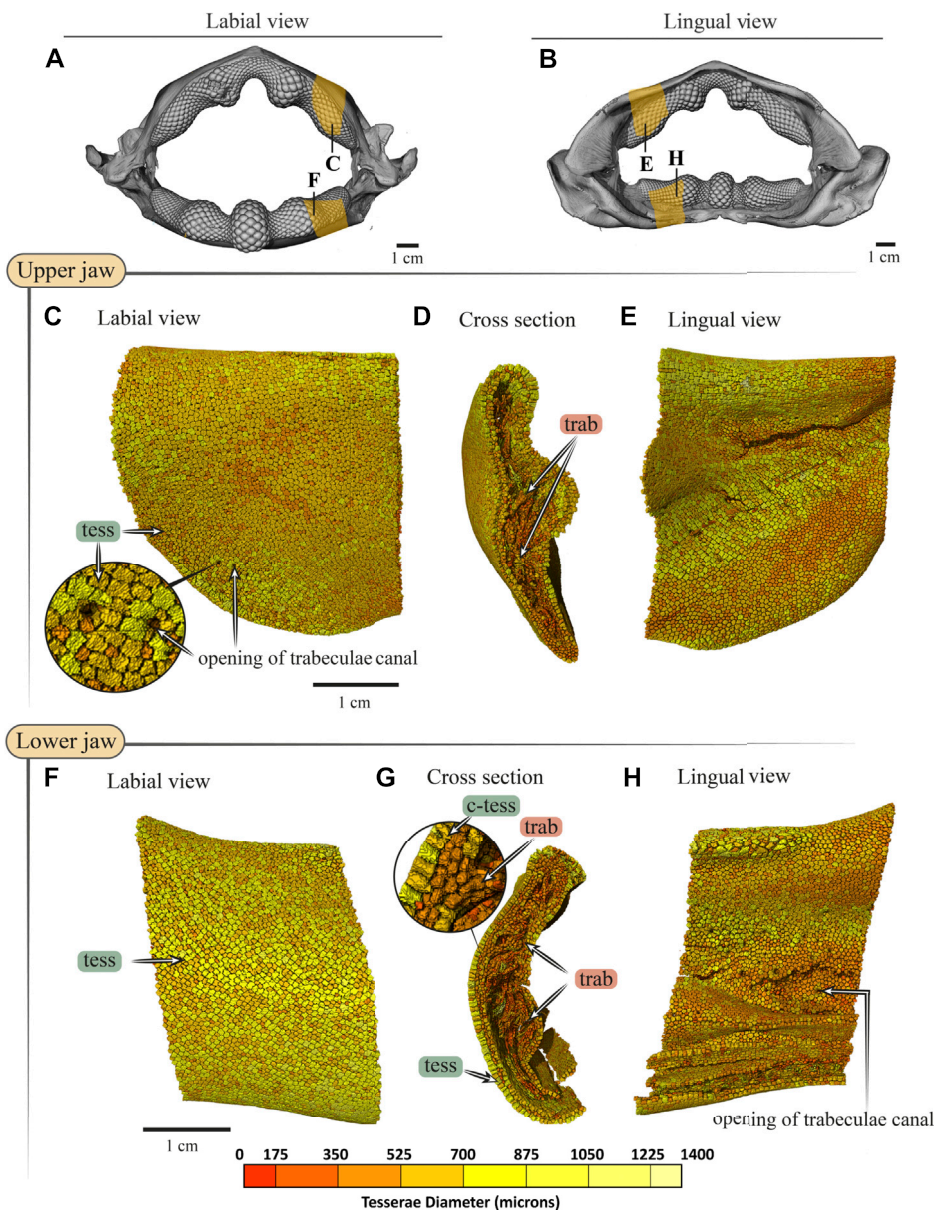 Labial view
Lingual view
A
B
C
F
E
H
1 cm
1 cm
Upper jaw
C
Labial view
D
Cross section
E
Lingual view
trab
tess
opening of trabeculae canal
1 cm
Lower jaw
F
Labial view
G
Cross section
H
Lingual view
c-tess
trab
tess
trab
tess
opening of trabeculae canal
1 cm
0 175 350 525 700 875 1050 1225 1400
Tesserae Diameter (microns)